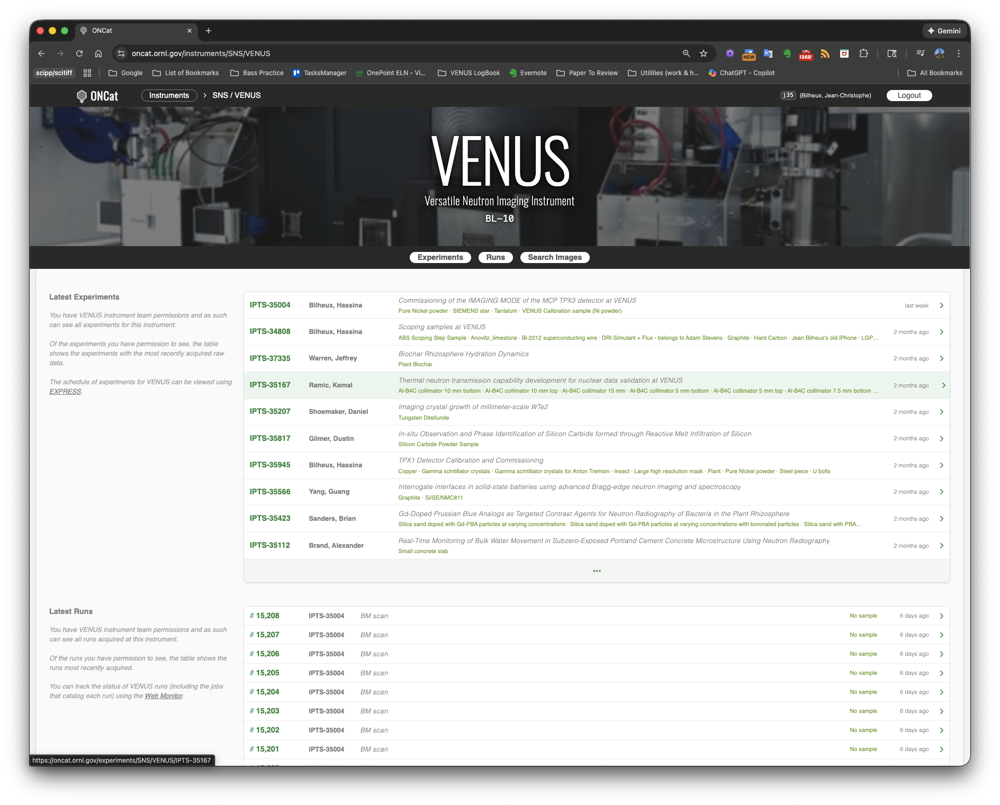 ONCat
Gemini
oncat.ornl.gov/instruments/SNS/VENUS
NEW
1368
scipp/scitiff
Google
List of Bookmarks
Bass Practice
TasksManager
OnePoint ELN - Vi...
VENUS LogBook
Evernote
Paper To Review
Utilities (work & h...
ChatGPT - Copilot
All Bookmarks
ONCat
Instruments
SNS / VENUS
j35 (Bilheux, Jean-Christophe)
Logout
VENUS
Versatile Neutron Imaging Instrument
BL-10
Experiments
Runs
Search Images
Latest Experiments
You have VENUS instrument team permissions and as such
can see all experiments for this instrument.
Of the experiments you have permission to see, the table
shows the experiments with the most recently acquired raw
data.
The schedule of experiments for VENUS can be viewed using
EXPRESS.
IPTS-35004 Bilheux, Hassina Commissioning of the IMAGING MODE of the MCP TPX3 detector at VENUS last week
Pure Nickel powder · SIEMENS star · Tantalum · VENUS Calibration sample (Ni powder)
IPTS-34808 Bilheux, Hassina Scoping samples at VENUS 2 months ago
ABS Scoping Step Sample · Anovitz_limestone · Bi-2212 superconducting wire · DRI Simulant + Flux - belongs to Adam Stevens · Graphite · Hard Carbon · Jean Bilheux's old iPhone · LGP…
IPTS-37335 Warren, Jeffrey Biochar Rhizosphere Hydration Dynamics 2 months ago
Plant Biochar
IPTS-35167 Ramic, Kemal Thermal neutron transmission capability development for nuclear data validation at VENUS 2 months ago
Al-B4C collimator 10 mm bottom · Al-B4C collimator 10 mm top · Al-B4C collimator 15 mm · Al-B4C collimator 5 mm bottom · Al-B4C collimator 5 mm top · Al-B4C collimator 7.5 mm bottom …
IPTS-35207 Shoemaker, Daniel Imaging crystal growth of millimeter-scale WTe2 2 months ago
Tungsten Ditelluride
IPTS-35817 Gilmer, Dustin In-situ Observation and Phase Identification of Silicon Carbide formed through Reactive Melt Infiltration of Silicon 2 months ago
Silicon Carbide Powder Sample
IPTS-35945 Bilheux, Hassina TPX1 Detector Calibration and Commissioning 2 months ago
Copper · Gamma scintillator crystals · Gamma scintillator crystals for Anton Tremsin · Insect · Large high resolution mask · Plant · Pure Nickel powder · Steel piece · U bolts
IPTS-35566 Yang, Guang Interrogate interfaces in solid-state batteries using advanced Bragg-edge neutron imaging and spectroscopy 2 months ago
Graphite · Si/SE/NMC811
IPTS-35423 Sanders, Brian Gd-Doped Prussian Blue Analogs as Targeted Contrast Agents for Neutron Radiography of Bacteria in the Plant Rhizosphere 2 months ago
Silica sand doped with Gd-PBA particles at varying concentrations · Silica sand doped with Gd-PBA particles at varying concentrations with boronated particles · Silica sand with PBA…
IPTS-35112 Brand, Alexander Real-Time Monitoring of Bulk Water Movement in Subzero-Exposed Portland Cement Concrete Microstructure Using Neutron Radiography 2 months ago
Small concrete slab
•••
Latest Runs
You have VENUS instrument team permissions and as such
can see all runs acquired at this instrument.
Of the runs you have permission to see, the table shows the
runs most recently acquired.
You can track the status of VENUS runs (including the jobs
that catalog each run) using the Web Monitor.
# 15,208 IPTS-35004 BM scan No sample 6 days ago
# 15,207 IPTS-35004 BM scan No sample 6 days ago
# 15,206 IPTS-35004 BM scan No sample 6 days ago
# 15,205 IPTS-35004 BM scan No sample 6 days ago
# 15,204 IPTS-35004 BM scan No sample 6 days ago
# 15,203 IPTS-35004 BM scan No sample 6 days ago
# 15,202 IPTS-35004 BM scan No sample 6 days ago
# 15,201 IPTS-35004 BM scan No sample 6 days ago
https://oncat.ornl.gov/experiments/SNS/VENUS/IPTS-35167